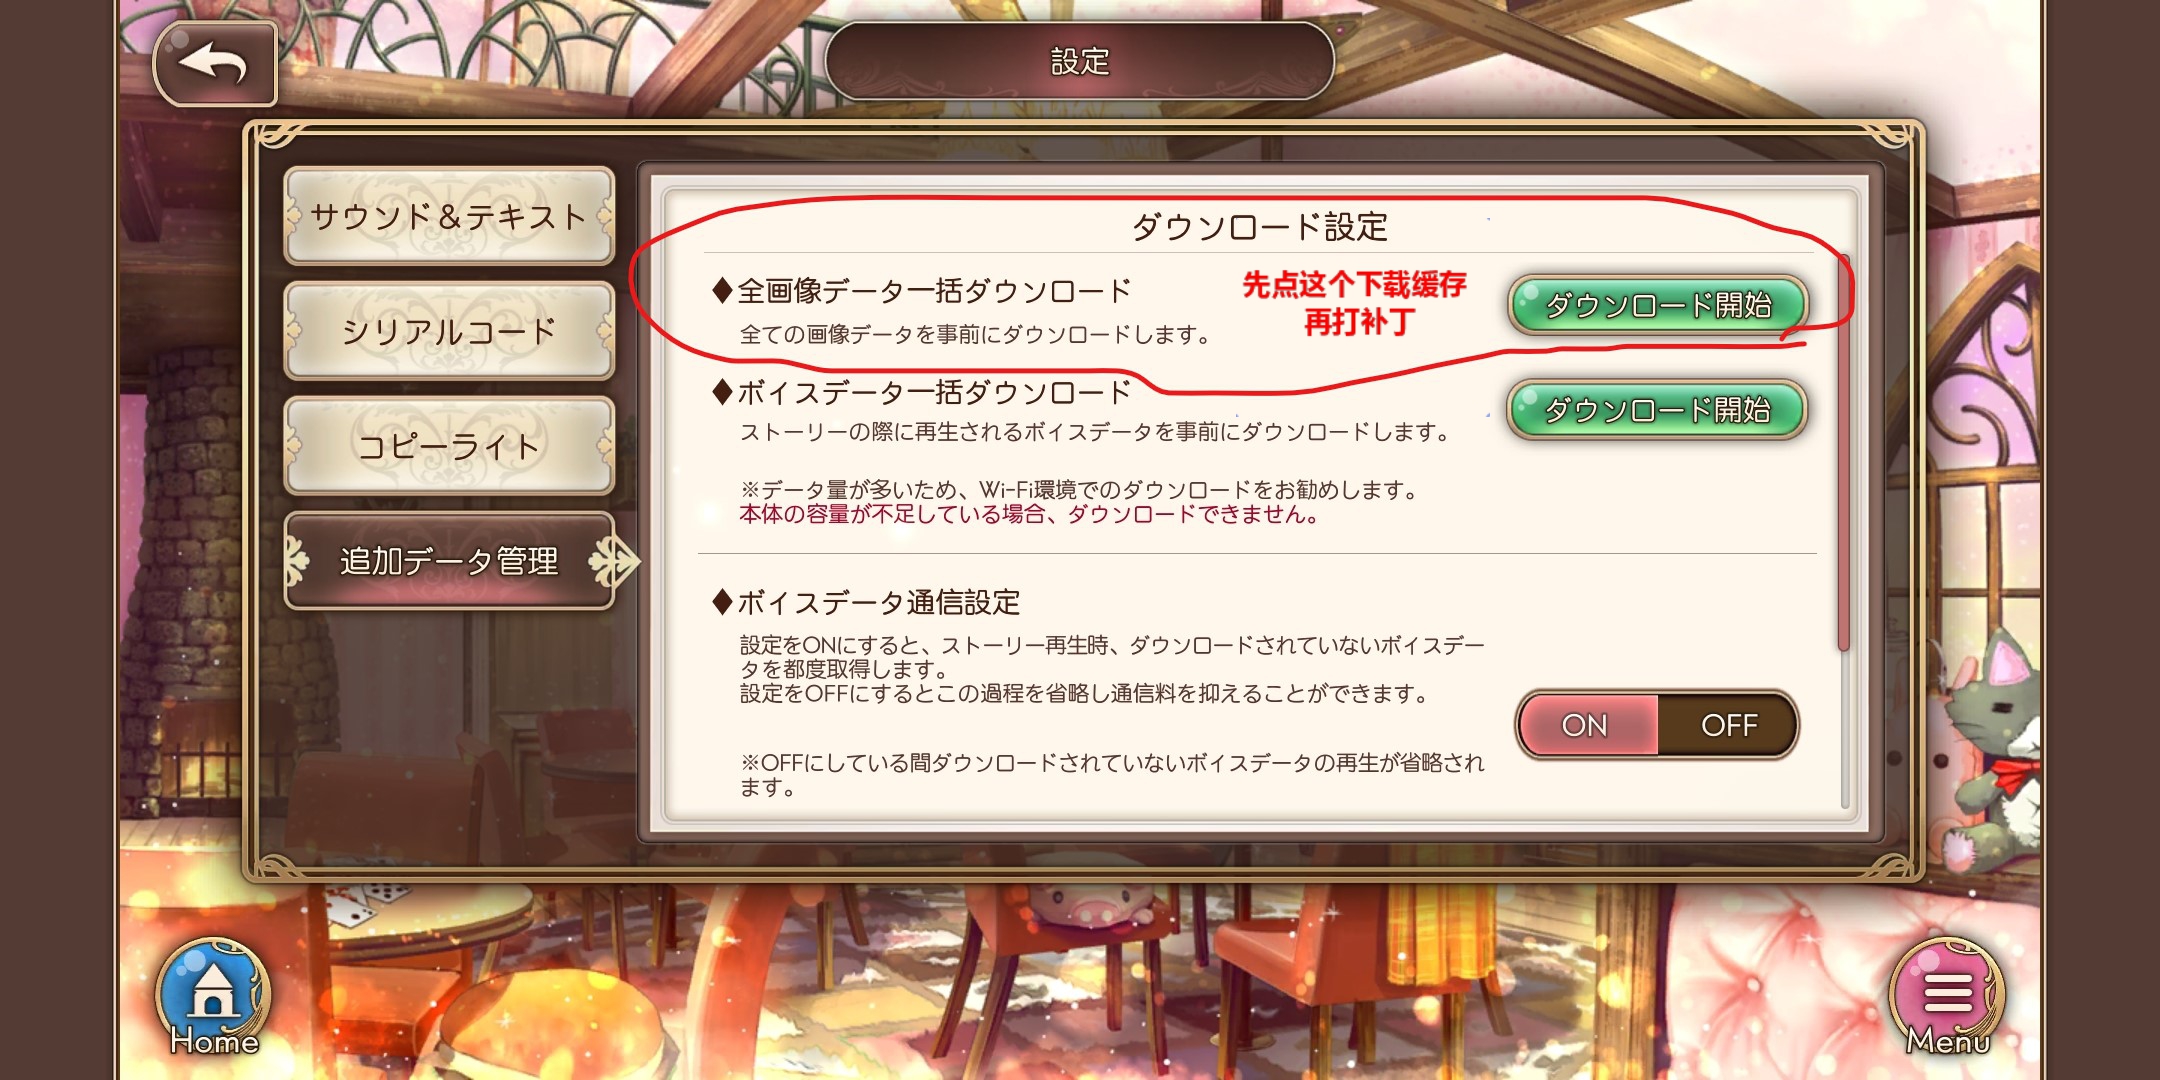 設定
サウンド＆テキスト
シリアルコード
コピーライト
追加データ管理
ダウンロード設定
♦全画像データ一括ダウンロード
全ての画像データを事前にダウンロードします。
先点这个下载缓存
再打补丁
ダウンロード開始
♦ボイスデータ一括ダウンロード
ストーリーの際に再生されるボイスデータを事前にダウンロードします。
ダウンロード開始
※データ量が多いため、Wi-Fi環境でのダウンロードをお勧めします。
本体の容量が不足している場合、ダウンロードできません。
♦ボイスデータ通信設定
設定をONにすると、ストーリー再生時、ダウンロードされていないボイスデー
タを都度取得します。
設定をOFFにするとこの過程を省略し通信料を抑えることができます。
ON OFF
※OFFにしている間ダウンロードされていないボイスデータの再生が省略され
ます。
Home
Menu